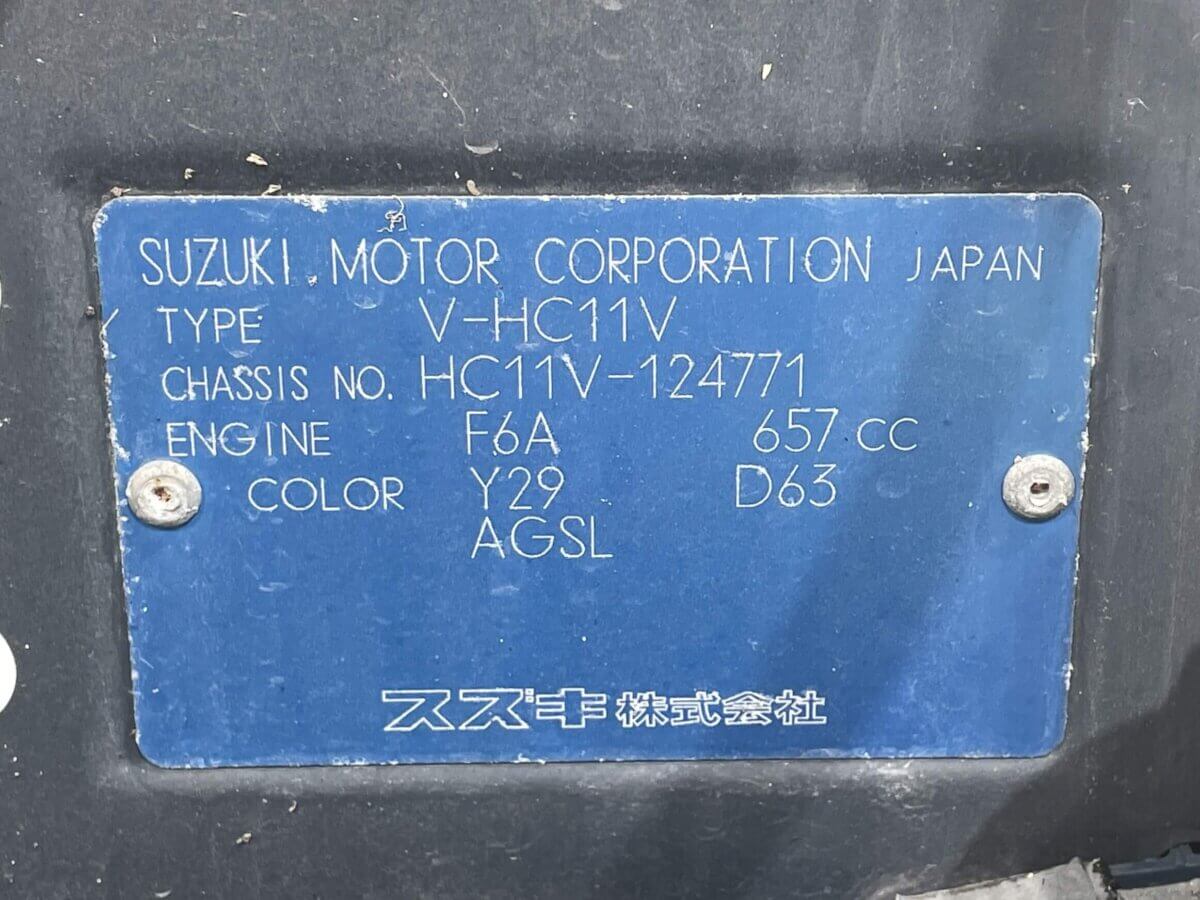 SUZUKI MOTOR CORPORATION JAPAN
TYPE V-HC11V
CHASSIS NO. HC11V-124771
ENGINE F6A 657 CC
COLOR Y29 D63
AGSL
スズキ株式会社